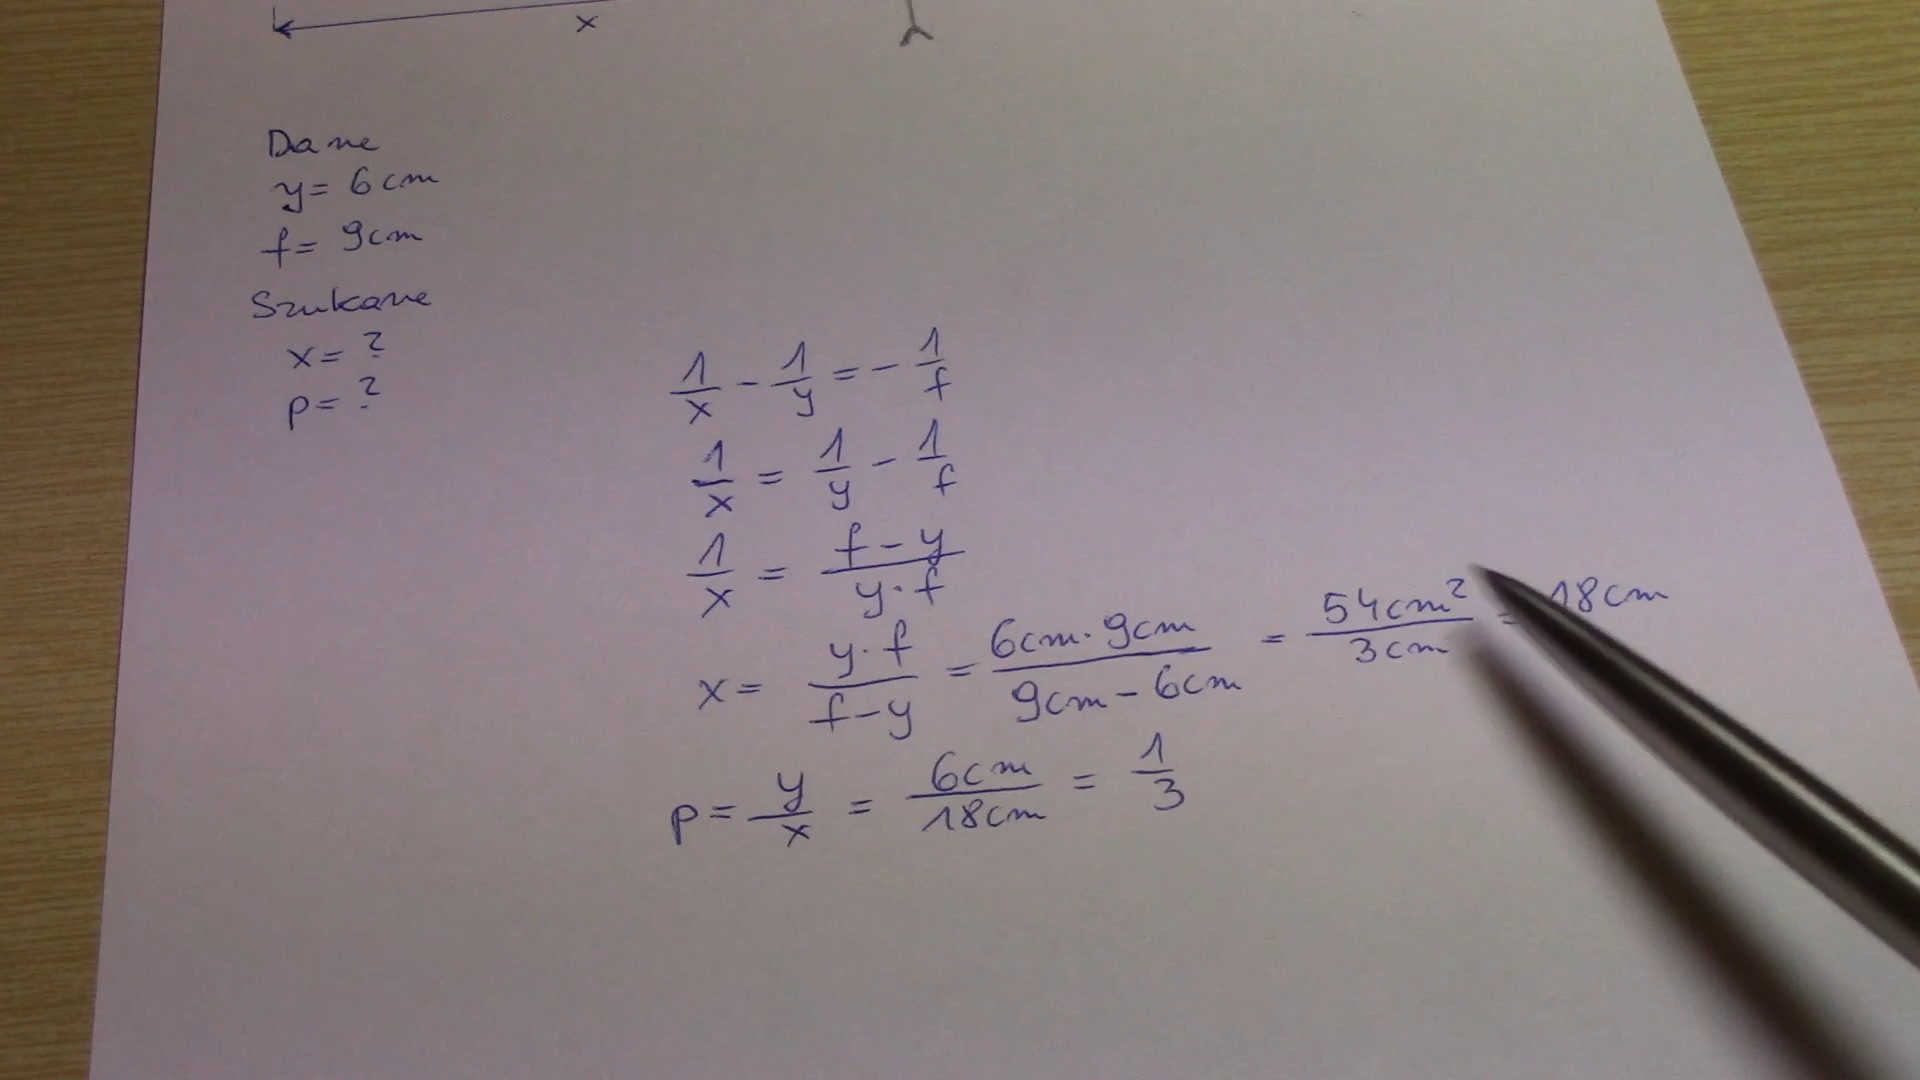 x
Dane
y = 6cm
f = 9cm
Szukane
x = ?
p = ?
1/x - 1/y = - 1/f
1/x = 1/y - 1/f
1/x = (f - y)/(y · f)
x = (y · f)/(f - y) = (6cm · 9cm)/(9cm - 6cm) = 54cm²/3cm = 18cm
p = y/x = 6cm/18cm = 1/3